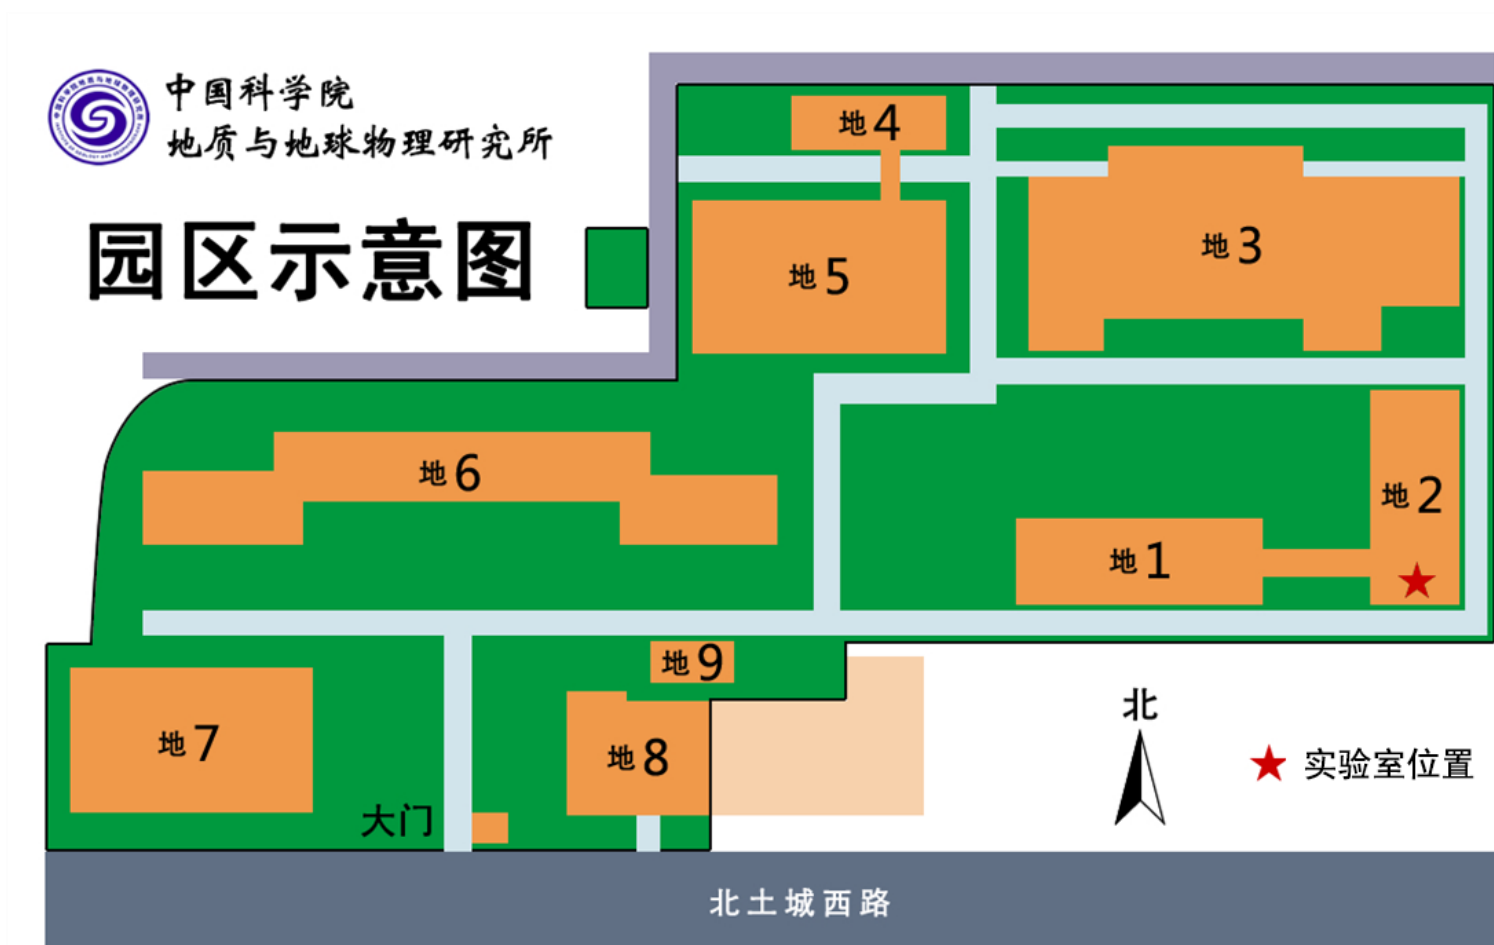 中国科学院
地质与地球物理研究所
园区示意图
地4
地3
地5
地6
地2
地1
地9
地7
地8
大门
北
实验室位置
北土城西路